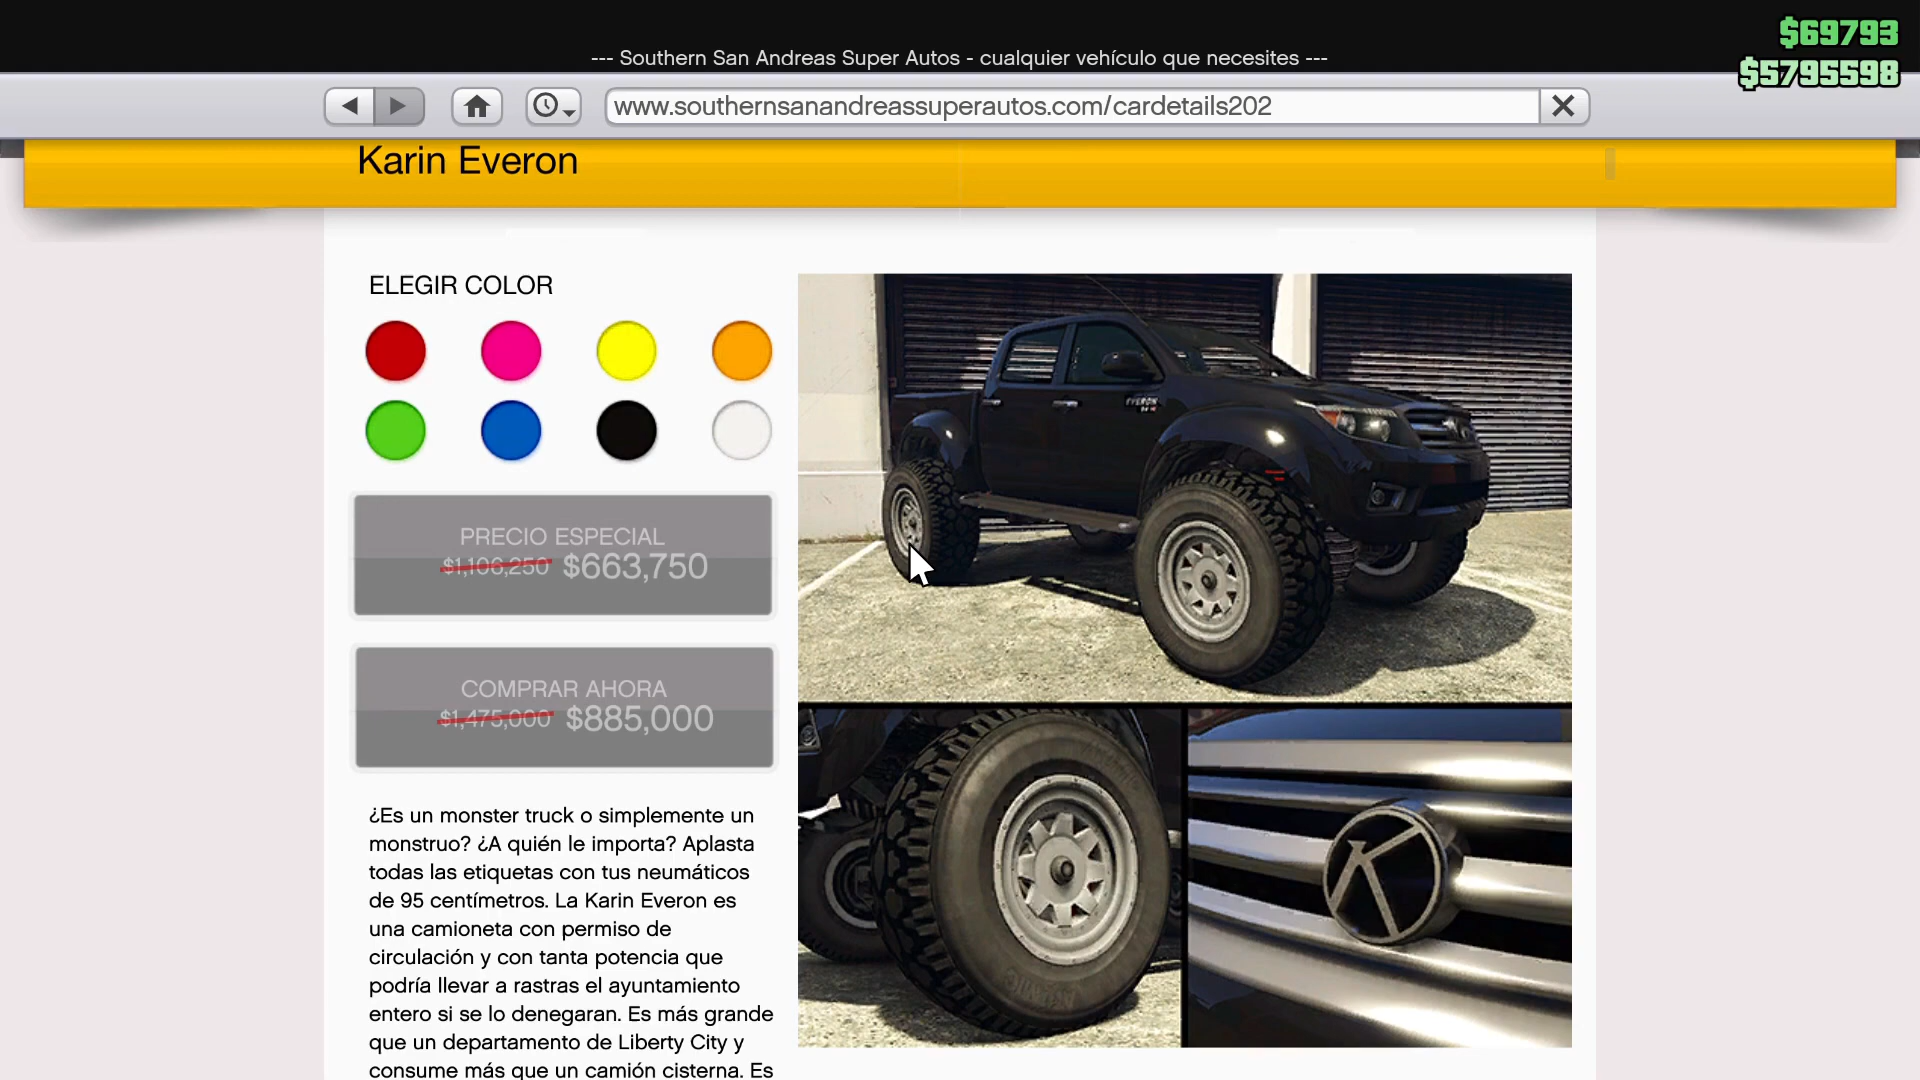 $69793
--- Southern San Andreas Super Autos - cualquier vehículo que necesites ---
$5795598
www.southernsanandreassuperautos.com/cardetails202
Karin Everon
ELEGIR COLOR
PRECIO ESPECIAL
$1,106,250 $663,750
COMPRAR AHORA
$1,475,000 $885,000
¿Es un monster truck o simplemente un
monstruo? ¿A quién le importa? Aplasta
todas las etiquetas con tus neumáticos
de 95 centímetros. La Karin Everon es
una camioneta con permiso de
circulación y con tanta potencia que
podría llevar a rastras el ayuntamiento
entero si se lo denegaran. Es más grande
que un departamento de Liberty City y
consume más que un camión cisterna. Es
EVERON